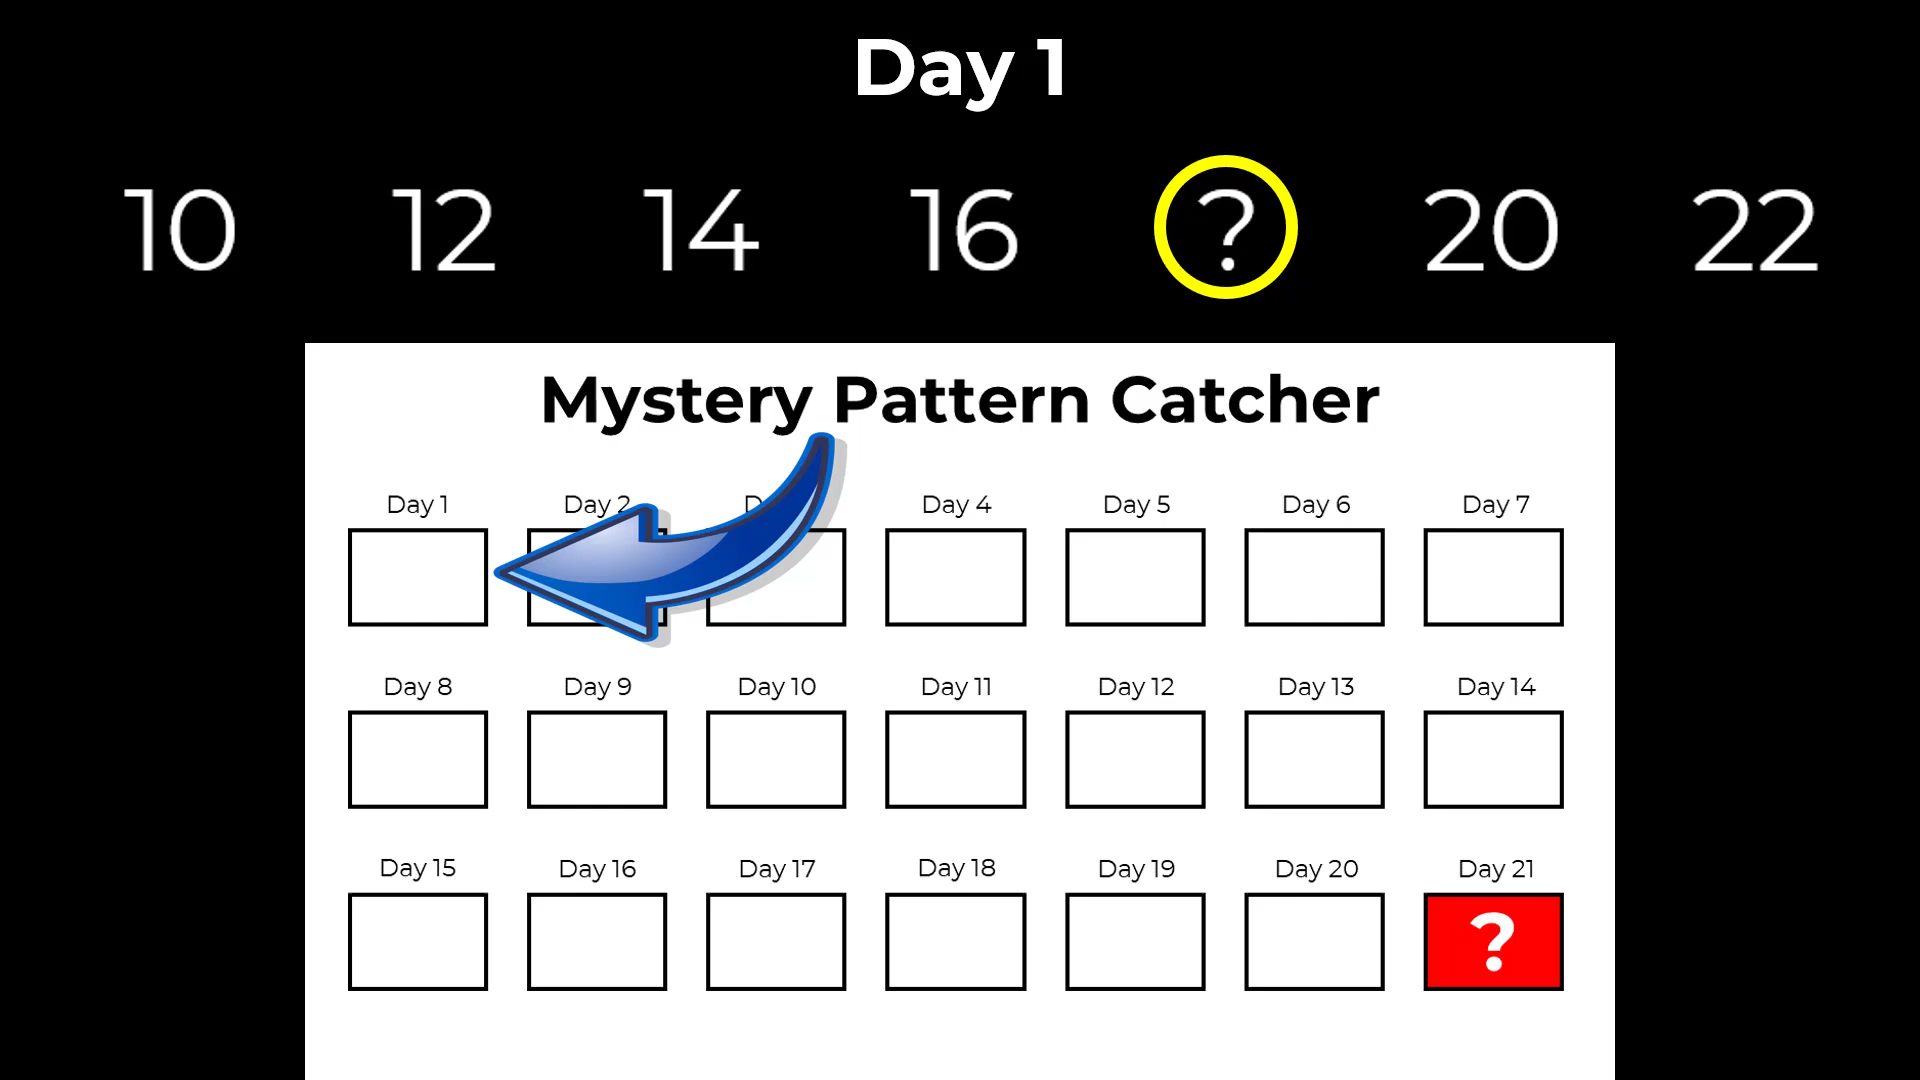 Day 1
10 12 14 16 ? 20 22
Mystery Pattern Catcher
Day 1 Day 2 Day 4 Day 5 Day 6 Day 7
Day 8 Day 9 Day 10 Day 11 Day 12 Day 13 Day 14
Day 15 Day 16 Day 17 Day 18 Day 19 Day 20 Day 21
?